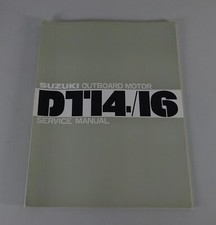 SUZUKI OUTBOARD MOTOR
DT14/16
SERVICE MANUAL